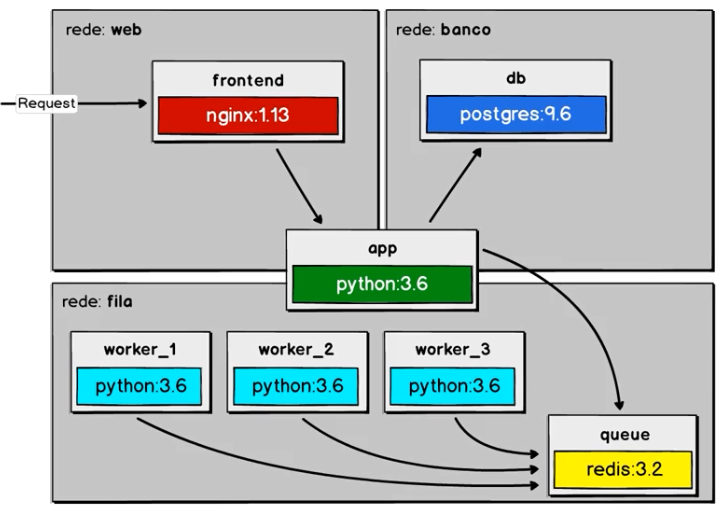 rede: web
rede: banco
Request
frontend
nginx:1.13
db
postgres:9.6
app
python:3.6
rede: fila
worker_1
python:3.6
worker_2
python:3.6
worker_3
python:3.6
queue
redis:3.2